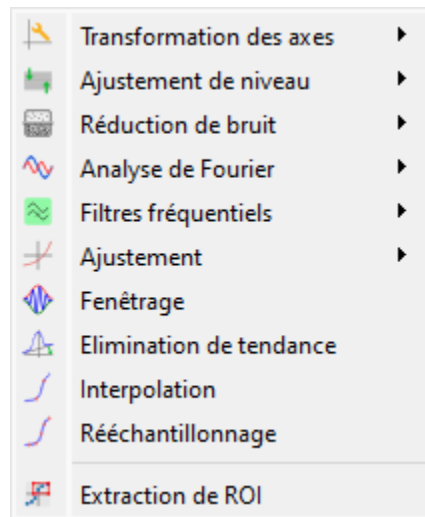 Transformation des axes
Ajustement de niveau
Réduction de bruit
Analyse de Fourier
Filtres fréquentiels
Ajustement
Fenêtrage
Elimination de tendance
Interpolation
Rééchantillonnage
Extraction de ROI